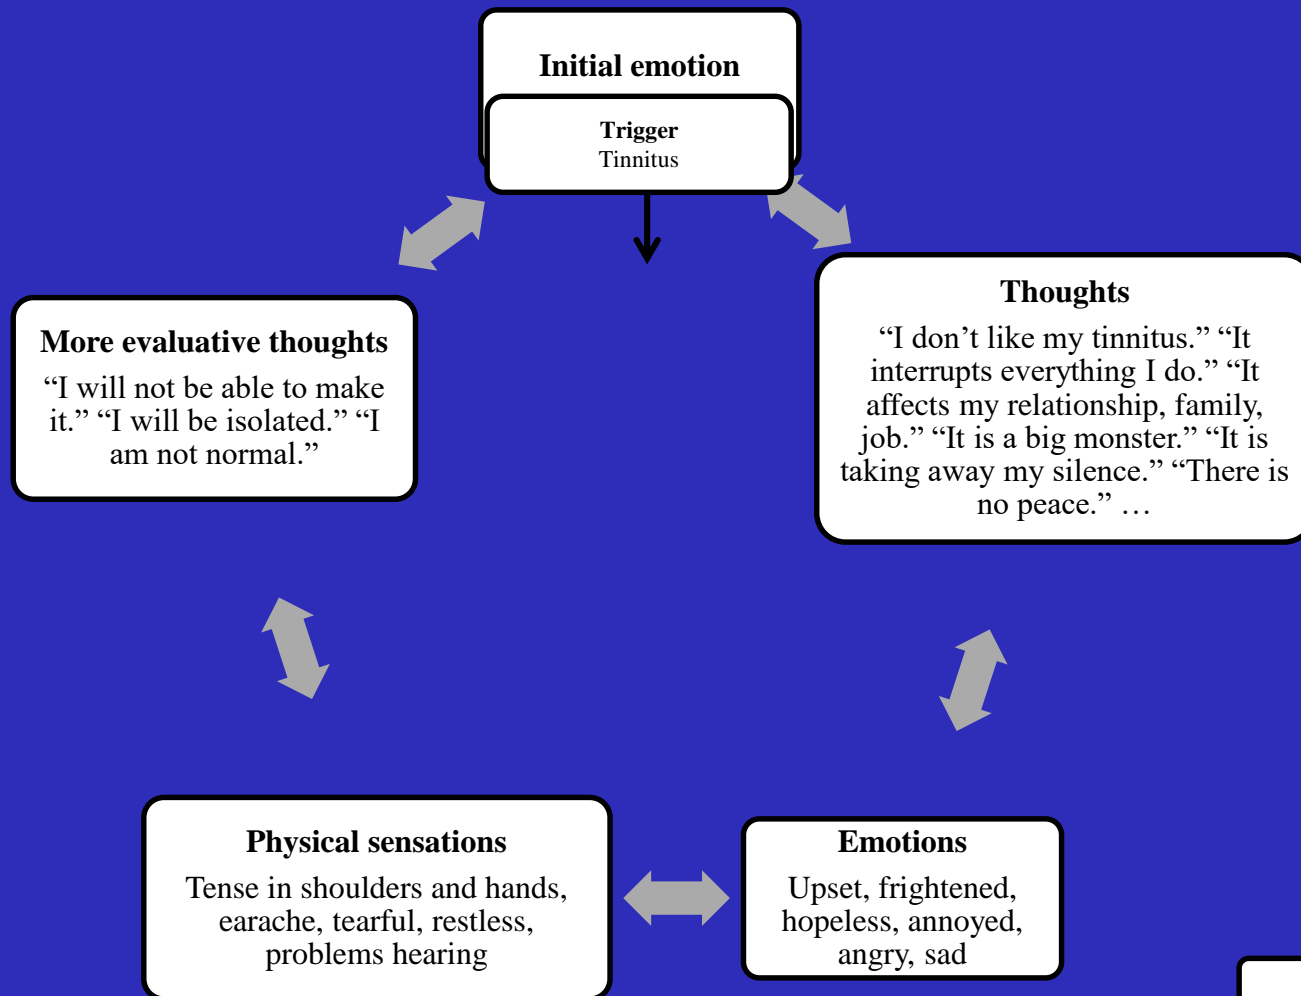 Initial emotion
Trigger
Tinnitus
Thoughts
“I don’t like my tinnitus.” “It
interrupts everything I do.” “It
affects my relationship, family,
job.” “It is a big monster.” “It is
taking away my silence.” “There is
no peace.” …
More evaluative thoughts
“I will not be able to make
it.” “I will be isolated.” “I
am not normal.”
Physical sensations
Tense in shoulders and hands,
earache, tearful, restless,
problems hearing
Emotions
Upset, frightened,
hopeless, annoyed,
angry, sad